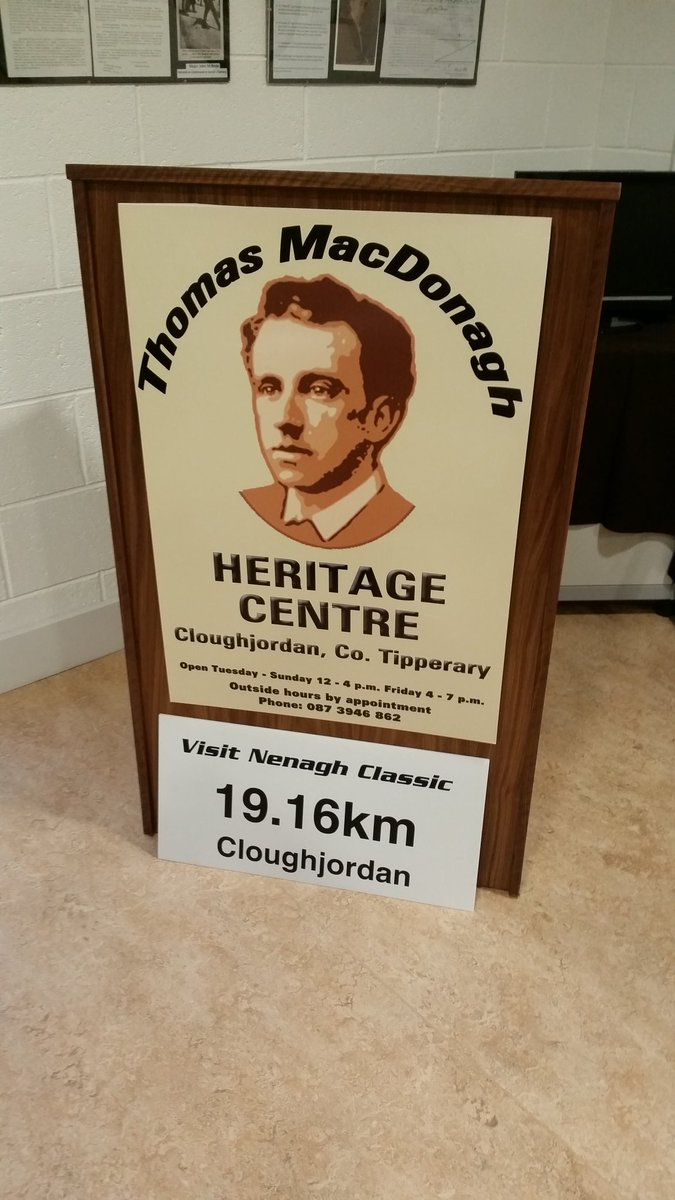 Thomas MacDonagh
HERITAGE
CENTRE
Cloughjordan, Co. Tipperary
Open Tuesday - Sunday 12 - 4 p.m. Friday 4 - 7 p.m.
Outside hours by appointment
Phone: 087 3946 862
Visit Nenagh Classic
19.16km
Cloughjordan